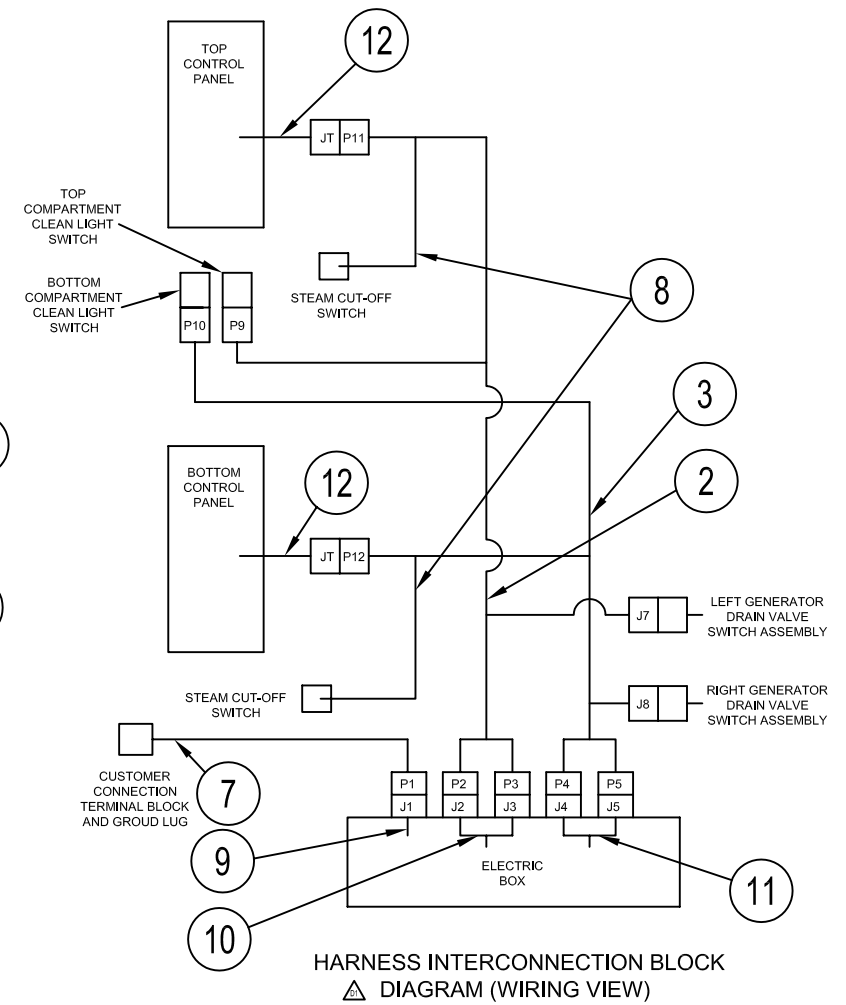 TOP
CONTROL
PANEL
12
JT P11
TOP
COMPARTMENT
CLEAN LIGHT
SWITCH
BOTTOM
COMPARTMENT
CLEAN LIGHT
SWITCH
P10 P9
STEAM CUT-OFF
SWITCH
8
3
2
BOTTOM
CONTROL
PANEL
12
JT P12
J7
LEFT GENERATOR
DRAIN VALVE
SWITCH ASSEMBLY
J8
RIGHT GENERATOR
DRAIN VALVE
SWITCH ASSEMBLY
STEAM CUT-OFF
SWITCH
CUSTOMER
CONNECTION
TERMINAL BLOCK
AND GROUD LUG
7
P1 P2 P3 P4 P5
J1 J2 J3 J4 J5
9
10
ELECTRIC
BOX
11
HARNESS INTERCONNECTION BLOCK
D1 DIAGRAM (WIRING VIEW)